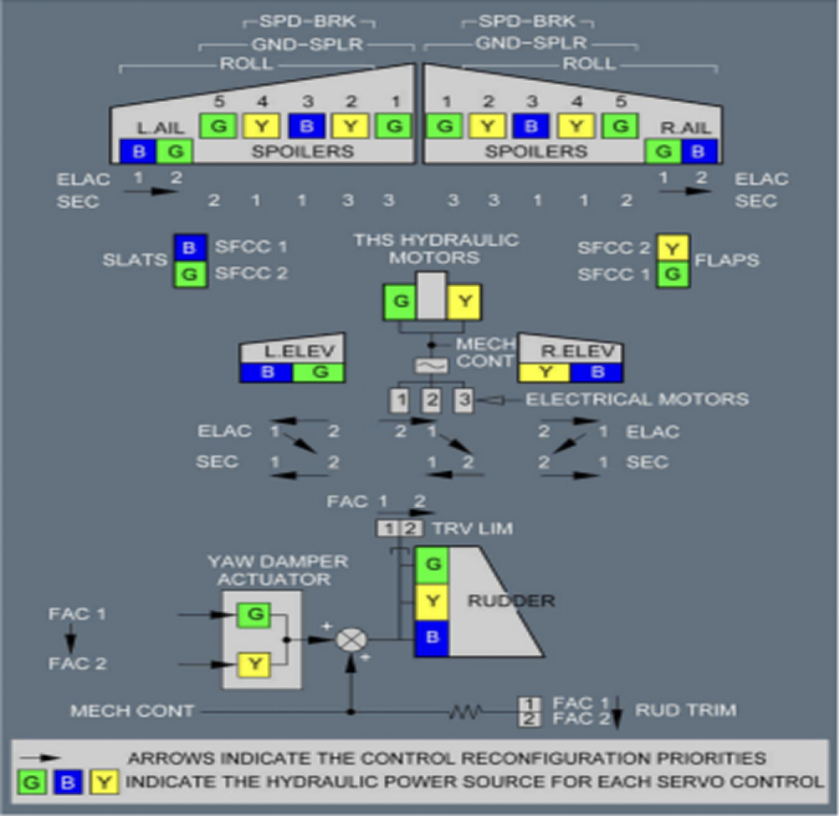 SPD-BRK SPD-BRK
GND-SPLR GND-SPLR
ROLL ROLL
5 4 3 2 1 1 2 3 4 5
L.AIL G Y B Y G G Y B Y G R.AIL
B G SPOILERS SPOILERS G B
ELAC 1 2 1 2 ELAC
SEC 2 1 1 3 3 3 3 1 1 2 SEC
THS HYDRAULIC
MOTORS
SLATS B SFCC 1
G SFCC 2
SFCC 2 Y FLAPS
SFCC 1 G
G Y
MECH
CONT
L.ELEV
B G
R.ELEV
Y B
1 2 3 ELECTRICAL MOTORS
ELAC 1 2 2 1 2 1 ELAC
SEC 1 2 1 2 2 1 SEC
FAC 1 2
1 2 TRV LIM
YAW DAMPER
ACTUATOR
G
Y RUDDER
B
FAC 1 G
FAC 2 Y
+
+
MECH CONT
1 FAC 1
2 FAC 2
RUD TRIM
ARROWS INDICATE THE CONTROL RECONFIGURATION PRIORITIES
G B Y INDICATE THE HYDRAULIC POWER SOURCE FOR EACH SERVO CONTROL